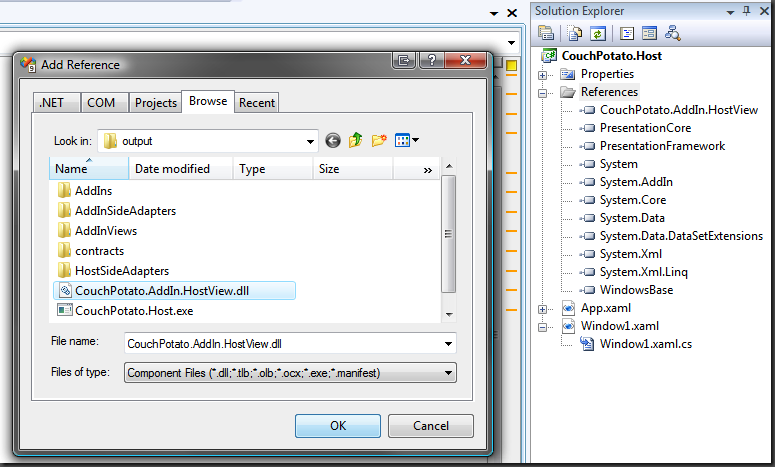 Add Reference
.NET COM Projects Browse Recent
Look in: output
Name Date modified Type Size »
AddIns
AddInSideAdapters
AddInViews
contracts
HostSideAdapters
CouchPotato.AddIn.HostView.dll
CouchPotato.Host.exe
File name: CouchPotato.AddIn.HostView.dll
Files of type: Component Files (*.dll;*.tlb;*.olb;*.ocx;*.exe;*.manifest)
OK Cancel
Solution Explorer
CouchPotato.Host
Properties
References
CouchPotato.AddIn.HostView
PresentationCore
PresentationFramework
System
System.AddIn
System.Core
System.Data
System.Data.DataSetExtensions
System.Xml
System.Xml.Linq
WindowsBase
App.xaml
Window1.xaml
Window1.xaml.cs